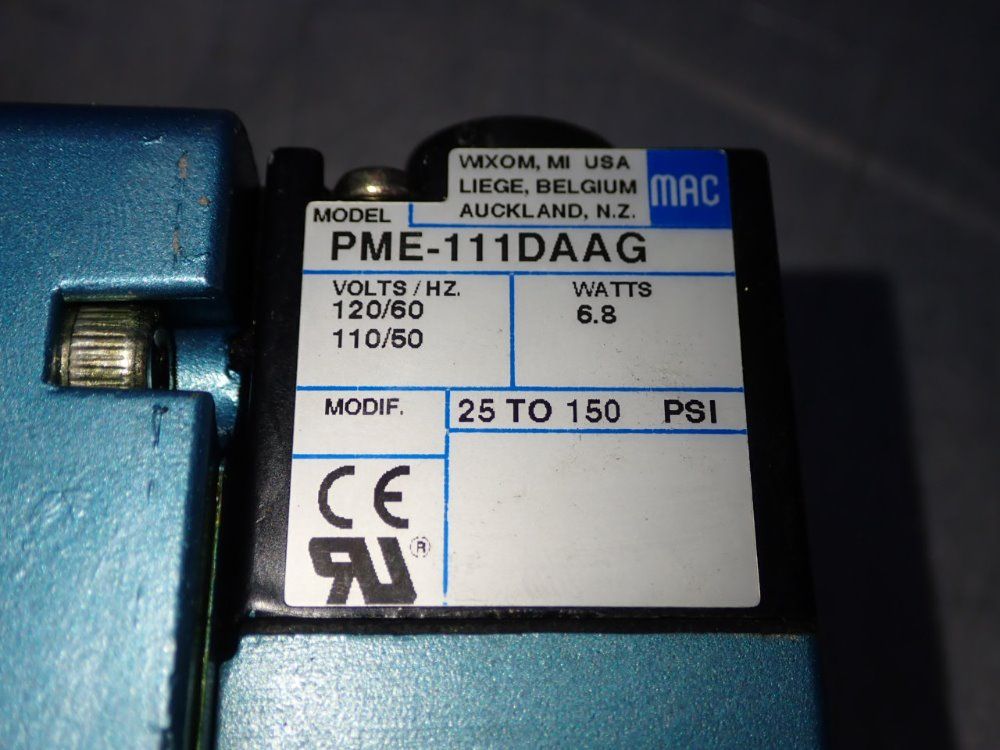 WIXOM, MI USA
LIEGE, BELGIUM
AUCKLAND, N.Z.
MAC
MODEL
PME-111DAAG
VOLTS / HZ.
120/60
110/50
WATTS
6.8
MODIF.
25 TO 150 PSI
CE
RU®